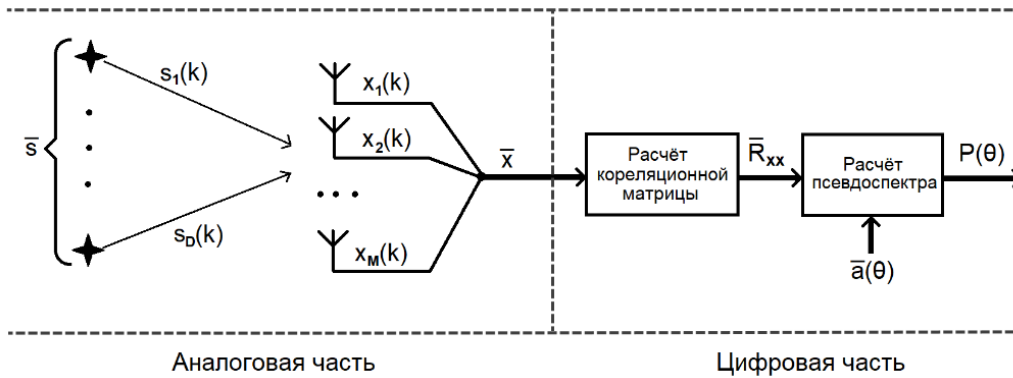 s̅
s₁(k)
s_D(k)
x₁(k)
x₂(k)
x_M(k)
x̅
Расчёт
кореляционной
матрицы
R̅xx
Расчёт
псевдоспектра
P(θ)
a̅(θ)
Аналоговая часть
Цифровая часть